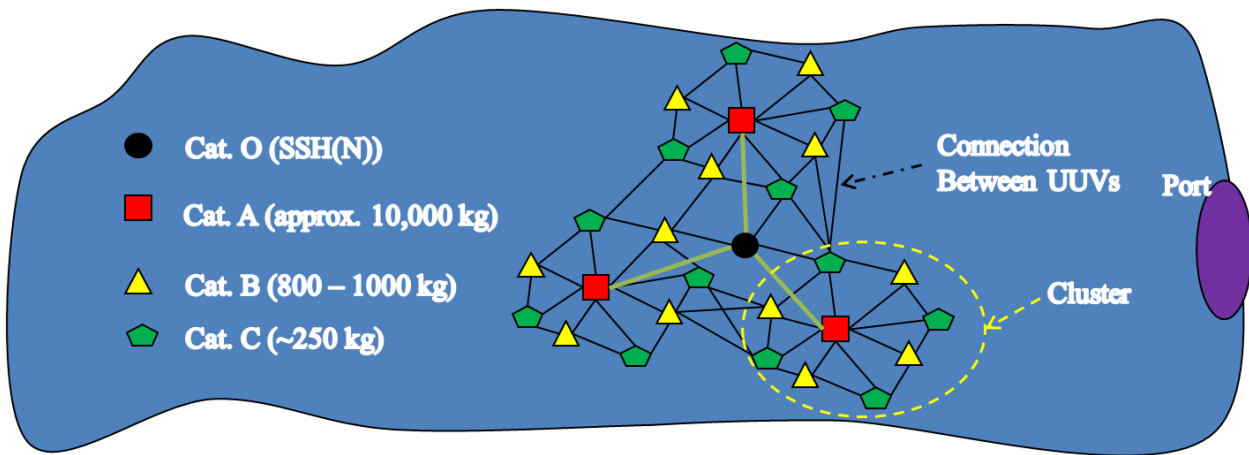 Cat. O (SSH(N))
Cat. A (approx. 10,000 kg)
Cat. B (800 – 1000 kg)
Cat. C (~250 kg)
Connection
Between UUVs
Port
Cluster